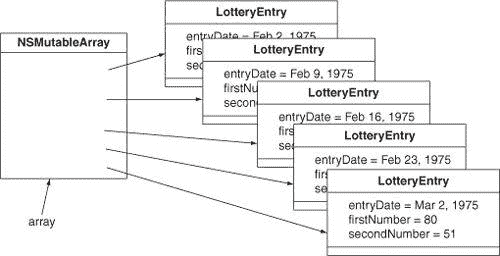 NSMutableArray
array
LotteryEntry
entryDate = Feb 2, 1975
LotteryEntry
entryDate = Feb 9, 1975
LotteryEntry
entryDate = Feb 16, 1975
LotteryEntry
entryDate = Feb 23, 1975
LotteryEntry
entryDate = Mar 2, 1975
firstNumber = 80
secondNumber = 51